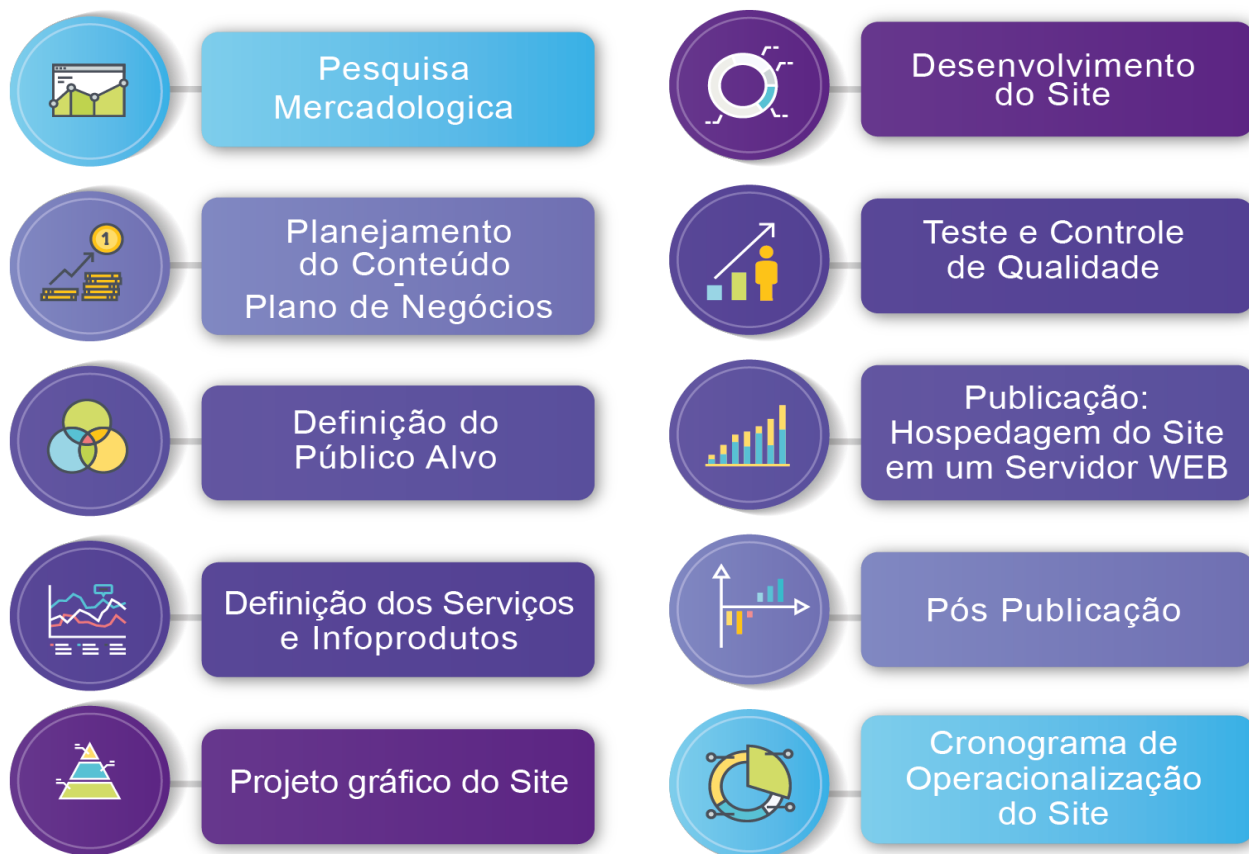 Pesquisa
Mercadologica
Planejamento
do Conteúdo
-
Plano de Negócios
1
Definição do
Público Alvo
Definição dos Serviços
e Infoprodutos
Projeto gráfico do Site
Desenvolvimento
do Site
Teste e Controle
de Qualidade
Publicação:
Hospedagem do Site
em um Servidor WEB
Pós Publicação
Cronograma de
Operacionalização
do Site